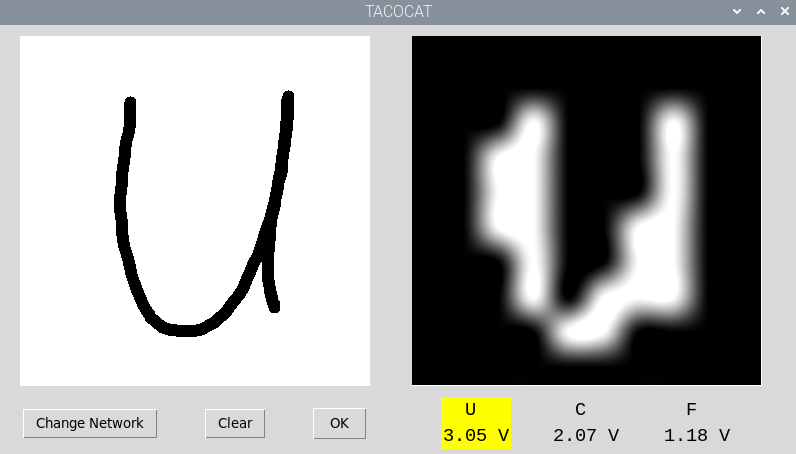 TACOCAT
u
u
Change Network Clear OK
U C F
3.05 V 2.07 V 1.18 V